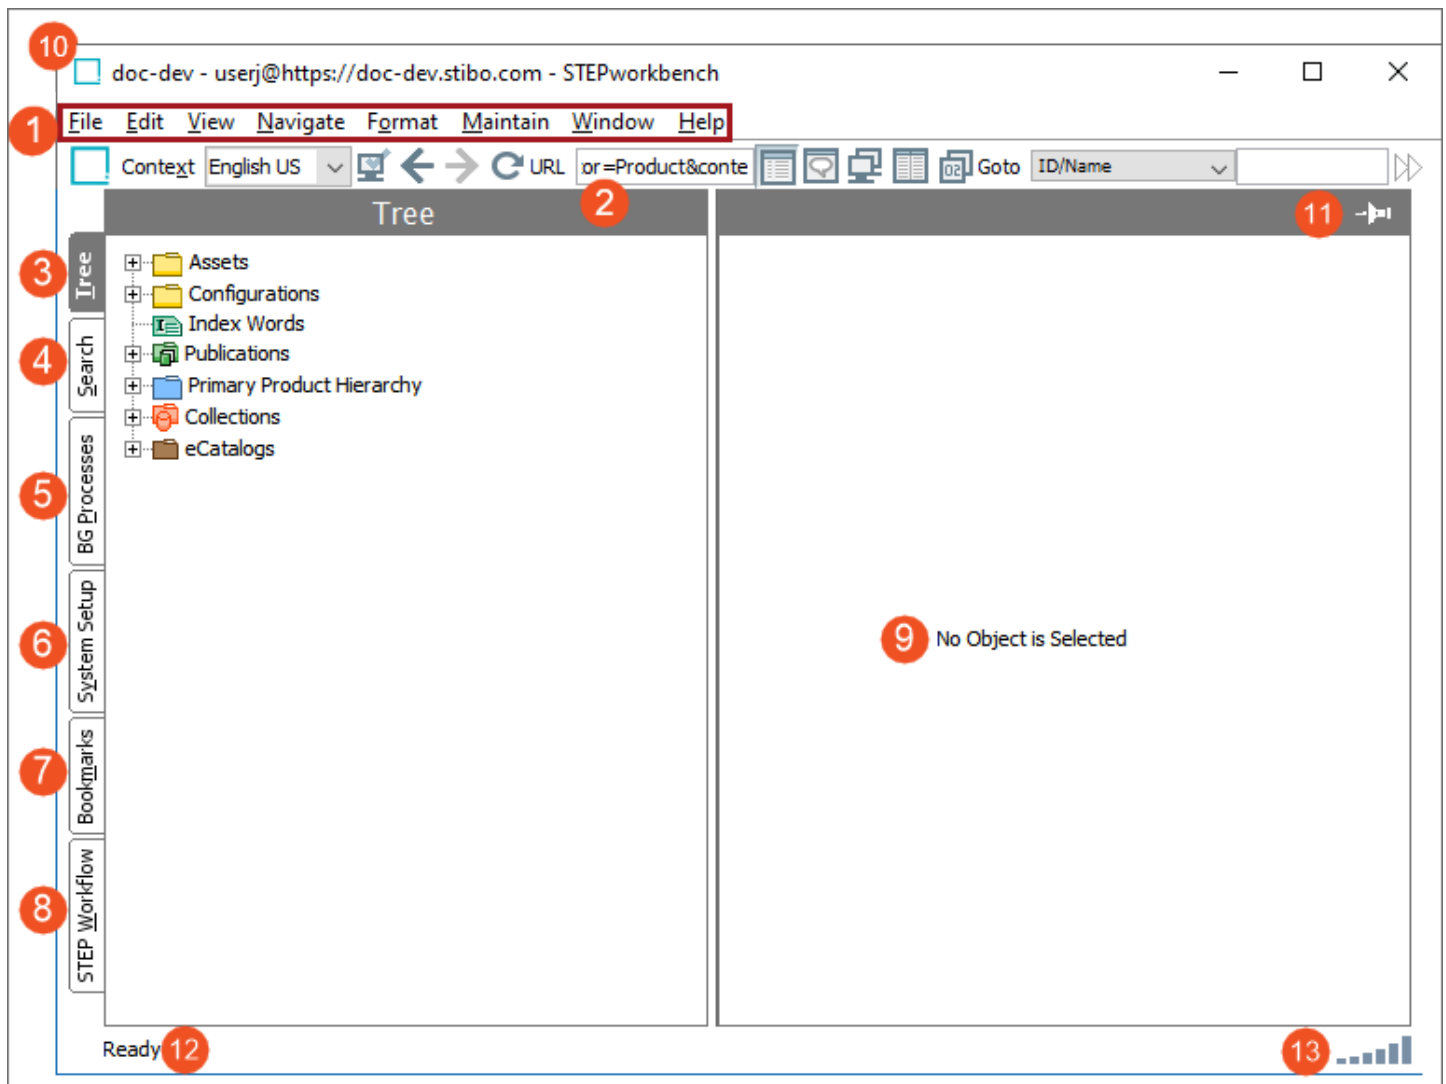 10
doc-dev - userj@https://doc-dev.stibo.com - STEPworkbench
1
File Edit View Navigate Format Maintain Window Help
Context English US URL or=Product&conte 02 Goto ID/Name
2
Tree
11
3
Tree
Assets
Configurations
Index Words
Publications
Primary Product Hierarchy
Collections
eCatalogs
4
Search
5
BG Processes
6
System Setup
9
No Object is Selected
7
Bookmarks
8
STEP Workflow
Ready
12
13